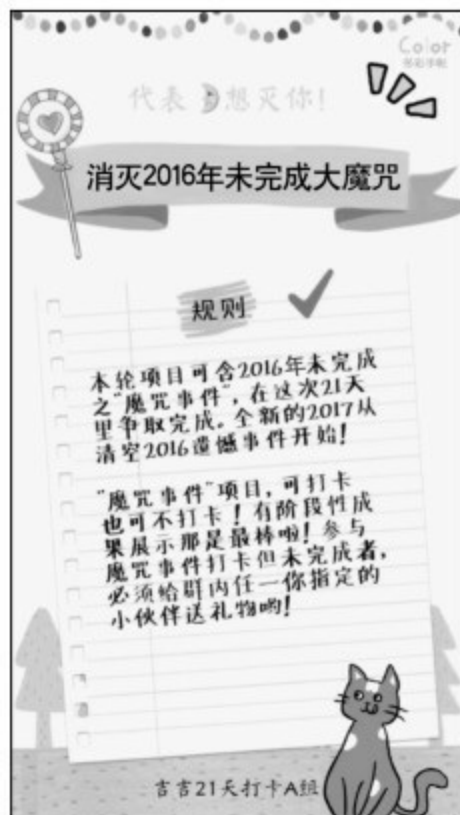 Color
多彩手帐
代表
想灭你!
消灭2016年未完成大魔咒
规则
本轮项目可含2016年未完成
之“魔咒事件”,在这次21天
里争取完成。全新的2017从
清空2016遗憾事件开始!
“魔咒事件”项目,可打卡
也可不打卡!有阶段性成
果展示那是最棒啦!参与
魔咒事件打卡但未完成者,
必须给群内任一你指定的
小伙伴送礼物哟!
吉吉21天打卡A组